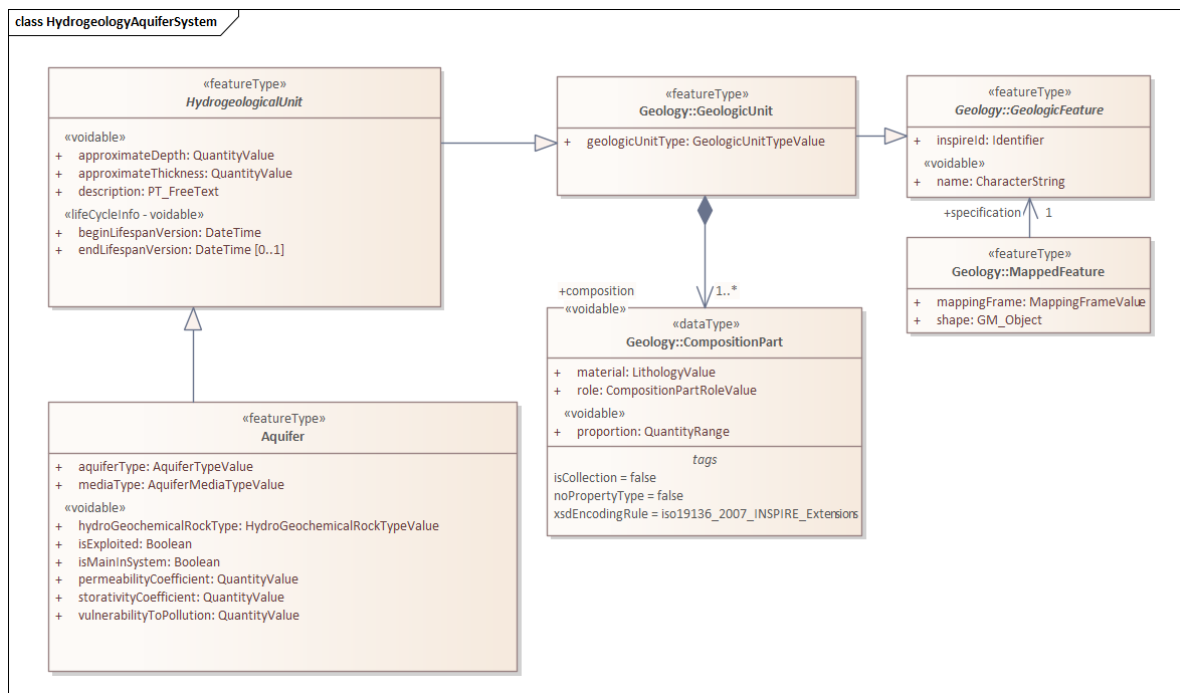 class HydrogeologyAquiferSystem
«featureType»
HydrogeologicalUnit
«voidable»
+ approximateDepth: QuantityValue
+ approximateThickness: QuantityValue
+ description: PT_FreeText
«lifeCycleInfo - voidable»
+ beginLifespanVersion: DateTime
+ endLifespanVersion: DateTime [0..1]
«featureType»
Geology::GeologicUnit
+ geologicUnitType: GeologicUnitTypeValue
«featureType»
Geology::GeologicFeature
+ inspireId: Identifier
«voidable»
+ name: CharacterString
+specification 1
«featureType»
Geology::MappedFeature
+ mappingFrame: MappingFrameValue
+ shape: GM_Object
+composition 1..*
«voidable»
«dataType»
Geology::CompositionPart
+ material: LithologyValue
+ role: CompositionPartRoleValue
«voidable»
+ proportion: QuantityRange
tags
isCollection = false
noPropertyType = false
xsdEncodingRule = iso19136_2007_INSPIRE_Extensions
«featureType»
Aquifer
+ aquiferType: AquiferTypeValue
+ mediaType: AquiferMediaTypeValue
«voidable»
+ hydroGeochemicalRockType: HydroGeochemicalRockTypeValue
+ isExploited: Boolean
+ isMainInSystem: Boolean
+ permeabilityCoefficient: QuantityValue
+ storativityCoefficient: QuantityValue
+ vulnerabilityToPollution: QuantityValue